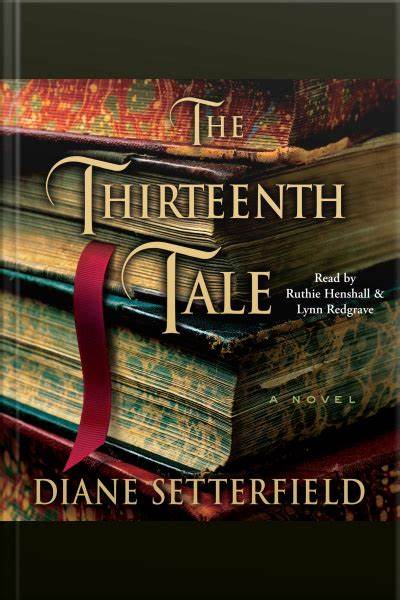 THE
THIRTEENTH
TALE
Read by
Ruthie Henshall &
Lynn Redgrave
A NOVEL
DIANE SETTERFIELD